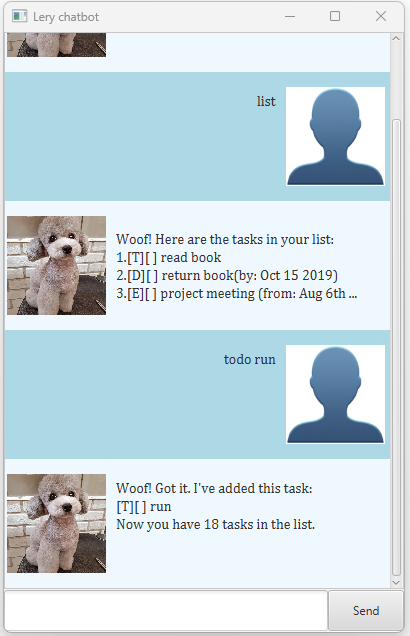 Lery chatbot
list
Woof! Here are the tasks in your list:
1.[T][ ] read book
2.[D][ ] return book(by: Oct 15 2019)
3.[E][ ] project meeting (from: Aug 6th ...
todo run
Woof! Got it. I've added this task:
[T][ ] run
Now you have 18 tasks in the list.
Send